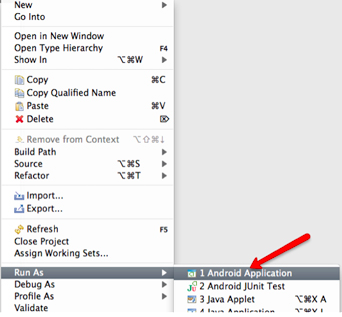 New
Go Into
Open in New Window
Open Type Hierarchy F4
Show In ⌥⌘W
Copy ⌘C
Copy Qualified Name
Paste ⌘V
Delete ⌦
Remove from Context ⌥⇧⌘↓
Build Path
Source ⌥⌘S
Refactor ⌥⌘T
Import...
Export...
Refresh F5
Close Project
Assign Working Sets...
Run As
1 Android Application
Debug As
2 Android JUnit Test
Profile As
3 Java Applet ⌥⌘X A
Validate
4 Java Application ⌥⌘X J